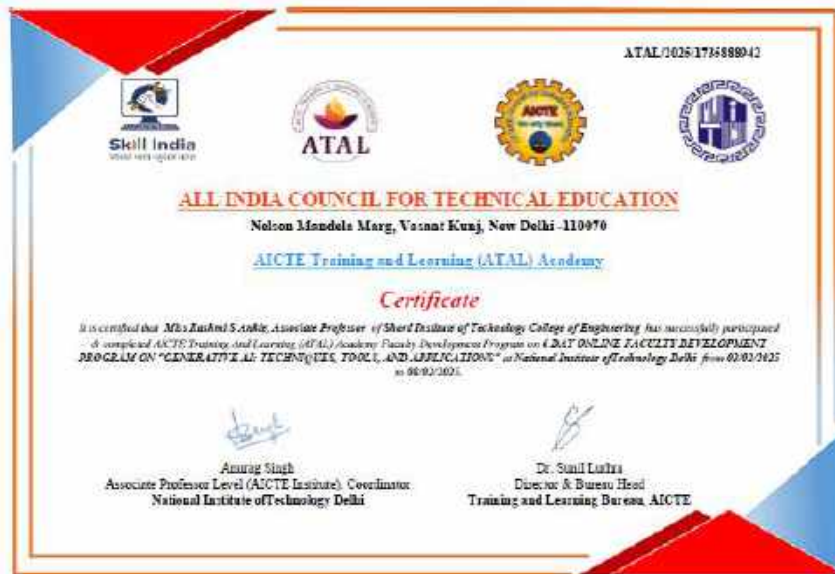 ATAL/2025/1735888942
Skill India
ATAL
AICTE
ALL INDIA COUNCIL FOR TECHNICAL EDUCATION
Nelson Mandela Marg, Vasant Kunj, New Delhi -110070
AICTE Training and Learning (ATAL) Academy
Certificate
It is certified that Associate Professor of Institute of Technology College of Engineering has successfully participated
& completed AICTE Training And Learning (ATAL) Academy Faculty Development Program on 6 DAY ONLINE FACULTY DEVELOPMENT
PROGRAM ON "GENERATIVE AI: TECHNIQUES, TOOLS, AND APPLICATIONS" at National Institute of Technology Delhi from 03/02/2025
to 08/02/2025.
Anurag Singh
Associate Professor Level (AICTE Institute), Coordinator
National Institute of Technology Delhi
Dr. Sunil Luthra
Director & Bureau Head
Training and Learning Bureau, AICTE